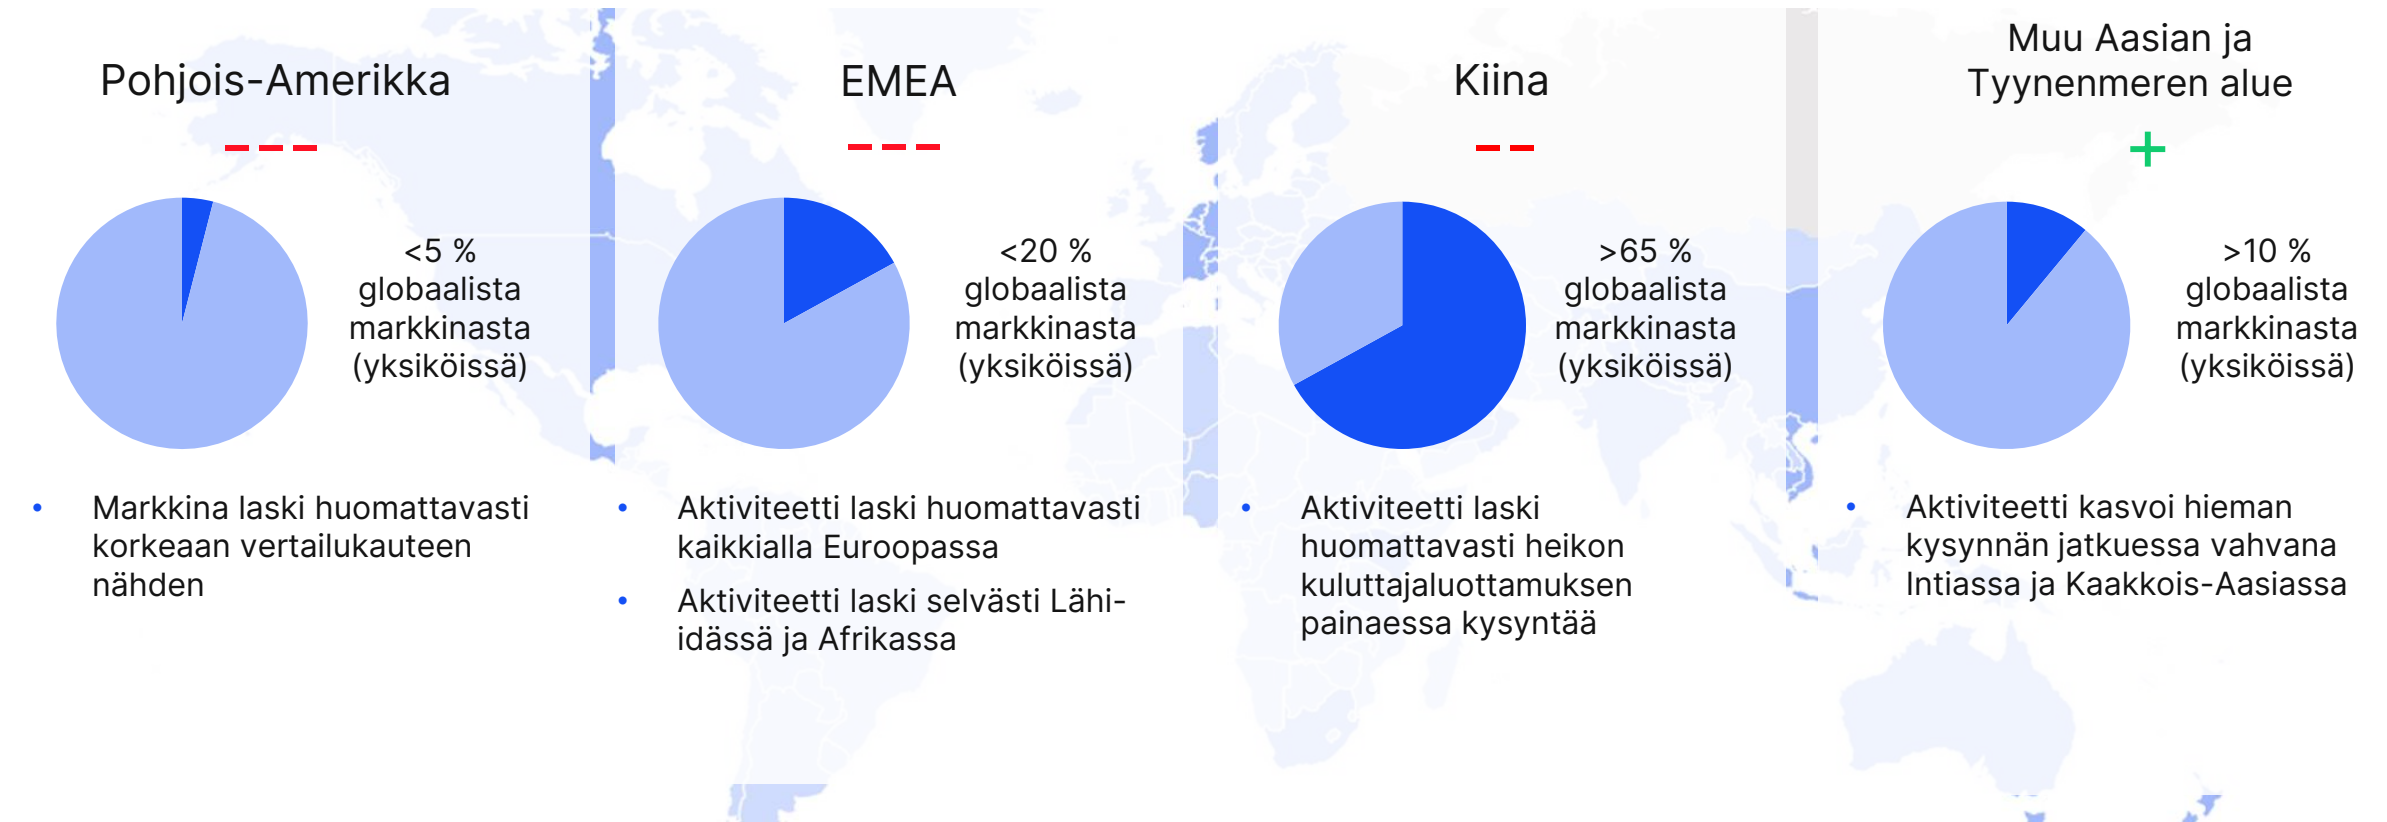 Pohjois-Amerikka
– – –
<5 %
globaalista
markkinasta
(yksiköissä)
• Markkina laski huomattavasti
korkeaan vertailukauteen
nähden
EMEA
– – –
<20 %
globaalista
markkinasta
(yksiköissä)
• Aktiviteetti laski huomattavasti
kaikkialla Euroopassa
• Aktiviteetti laski selvästi Lähi-
idässä ja Afrikassa
Kiina
– –
>65 %
globaalista
markkinasta
(yksiköissä)
• Aktiviteetti laski
huomattavasti heikon
kuluttajaluottamuksen
painaessa kysyntää
Muu Aasian ja
Tyynenmeren alue
+
>10 %
globaalista
markkinasta
(yksiköissä)
• Aktiviteetti kasvoi hieman
kysynnän jatkuessa vahvana
Intiassa ja Kaakkois-Aasiassa